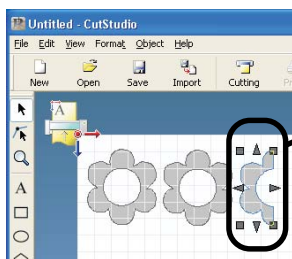 Untitled - CutStudio
File Edit View Format Object Help
New Open Save Import Cutting
A
A